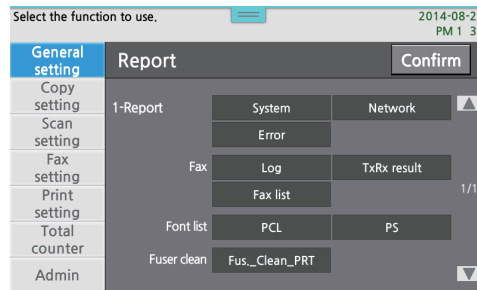 Select the function to use.
2014-08-2
PM 1 3
General
setting
Report
Confirm
Copy
setting
1-Report
System
Network
Scan
setting
Error
Fax
setting
Fax
Log
TxRx result
Print
setting
Fax list
1/1
Total
counter
Font list
PCL
PS
Fuser clean
Fus._Clean_PRT
Admin